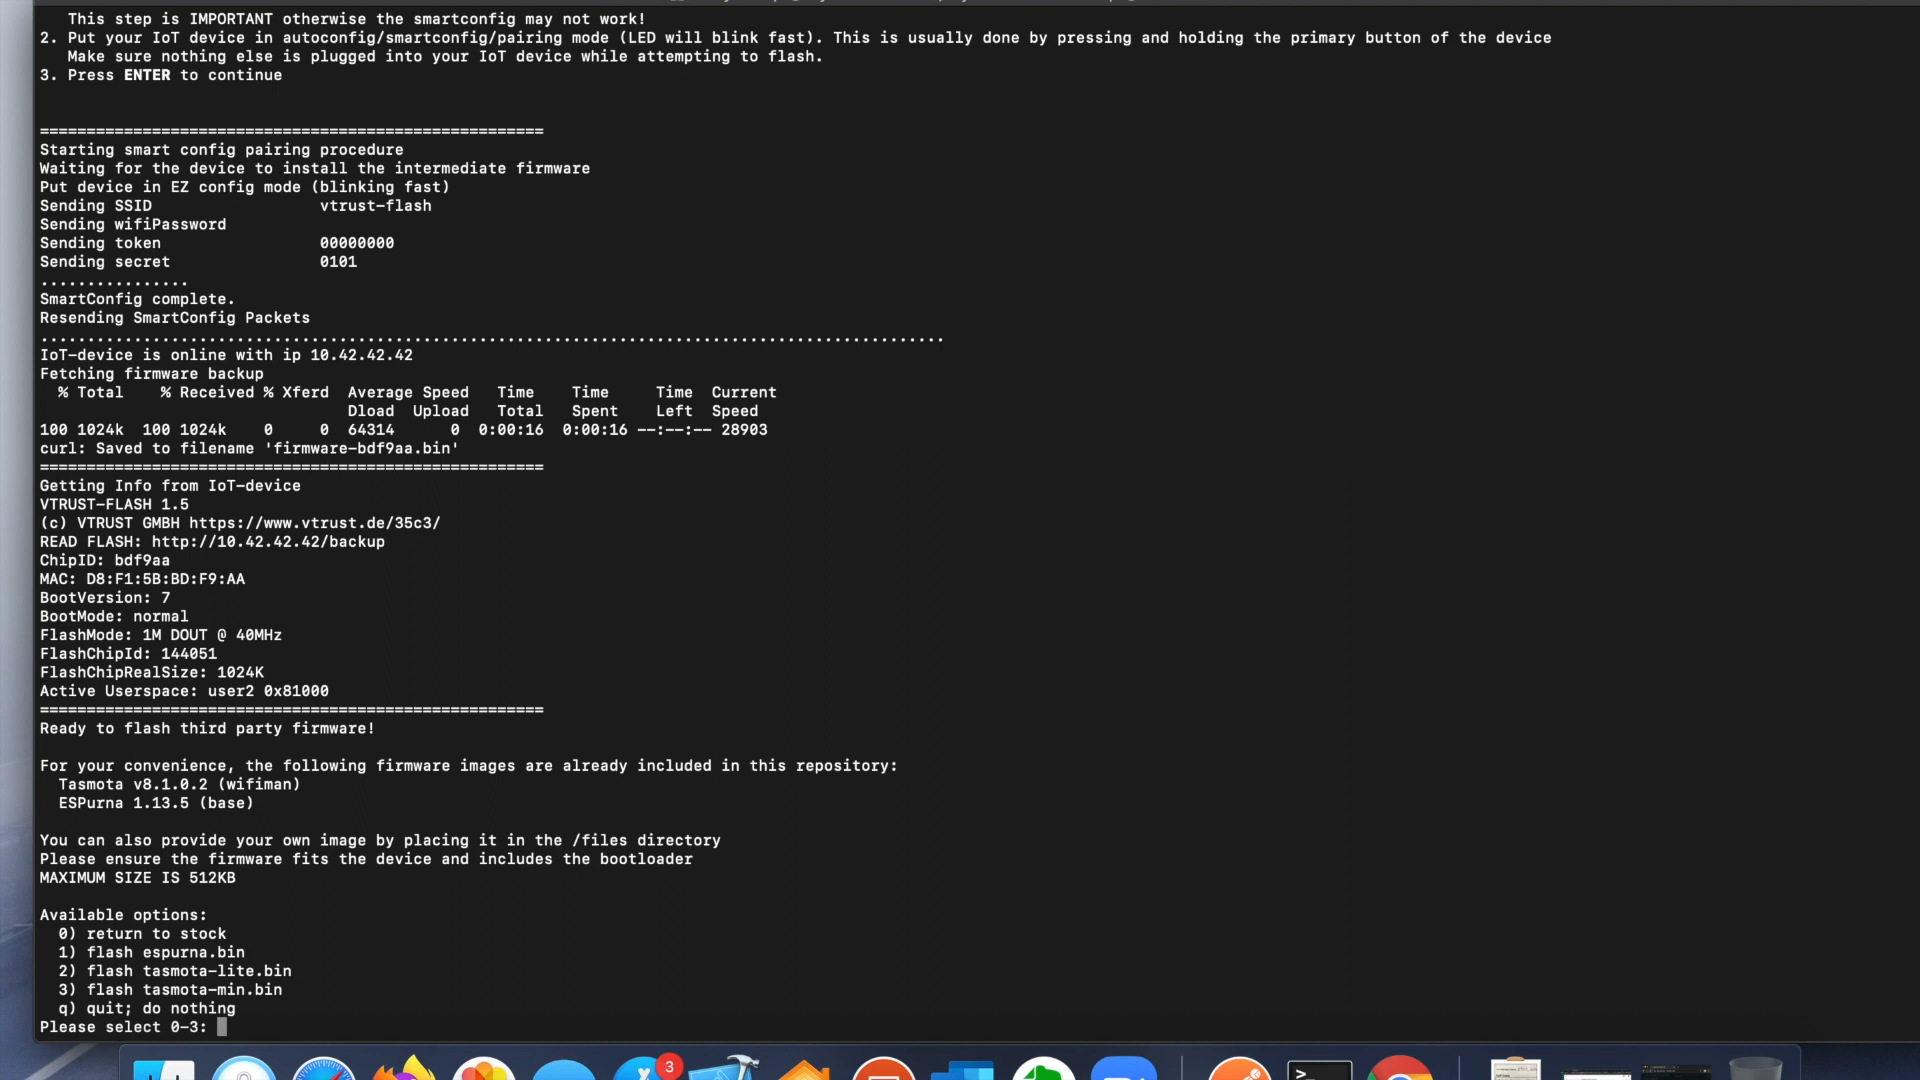 This step is IMPORTANT otherwise the smartconfig may not work!
2. Put your IoT device in autoconfig/smartconfig/pairing mode (LED will blink fast). This is usually done by pressing and holding the primary button of the device
Make sure nothing else is plugged into your IoT device while attempting to flash.
3. Press ENTER to continue
======================================================
Starting smart config pairing procedure
Waiting for the device to install the intermediate firmware
Put device in EZ config mode (blinking fast)
Sending SSID                  vtrust-flash
Sending wifiPassword
Sending token                 00000000
Sending secret                0101
................
SmartConfig complete.
Resending SmartConfig Packets
.................................................................................................
IoT-device is online with ip 10.42.42.42
Fetching firmware backup
% Total    % Received % Xferd  Average Speed   Time    Time     Time  Current
Dload  Upload   Total   Spent    Left  Speed
100 1024k  100 1024k    0     0  64314      0  0:00:16  0:00:16 --:--:-- 28903
curl: Saved to filename 'firmware-bdf9aa.bin'
======================================================
Getting Info from IoT-device
VTRUST-FLASH 1.5
(c) VTRUST GMBH https://www.vtrust.de/35c3/
READ FLASH: http://10.42.42.42/backup
ChipID: bdf9aa
MAC: D8:F1:5B:BD:F9:AA
BootVersion: 7
BootMode: normal
FlashMode: 1M DOUT @ 40MHz
FlashChipId: 144051
FlashChipRealSize: 1024K
Active Userspace: user2 0x81000
======================================================
Ready to flash third party firmware!
For your convenience, the following firmware images are already included in this repository:
Tasmota v8.1.0.2 (wifiman)
ESPurna 1.13.5 (base)
You can also provide your own image by placing it in the /files directory
Please ensure the firmware fits the device and includes the bootloader
MAXIMUM SIZE IS 512KB
Available options:
0) return to stock
1) flash espurna.bin
2) flash tasmota-lite.bin
3) flash tasmota-min.bin
q) quit; do nothing
Please select 0-3:
3